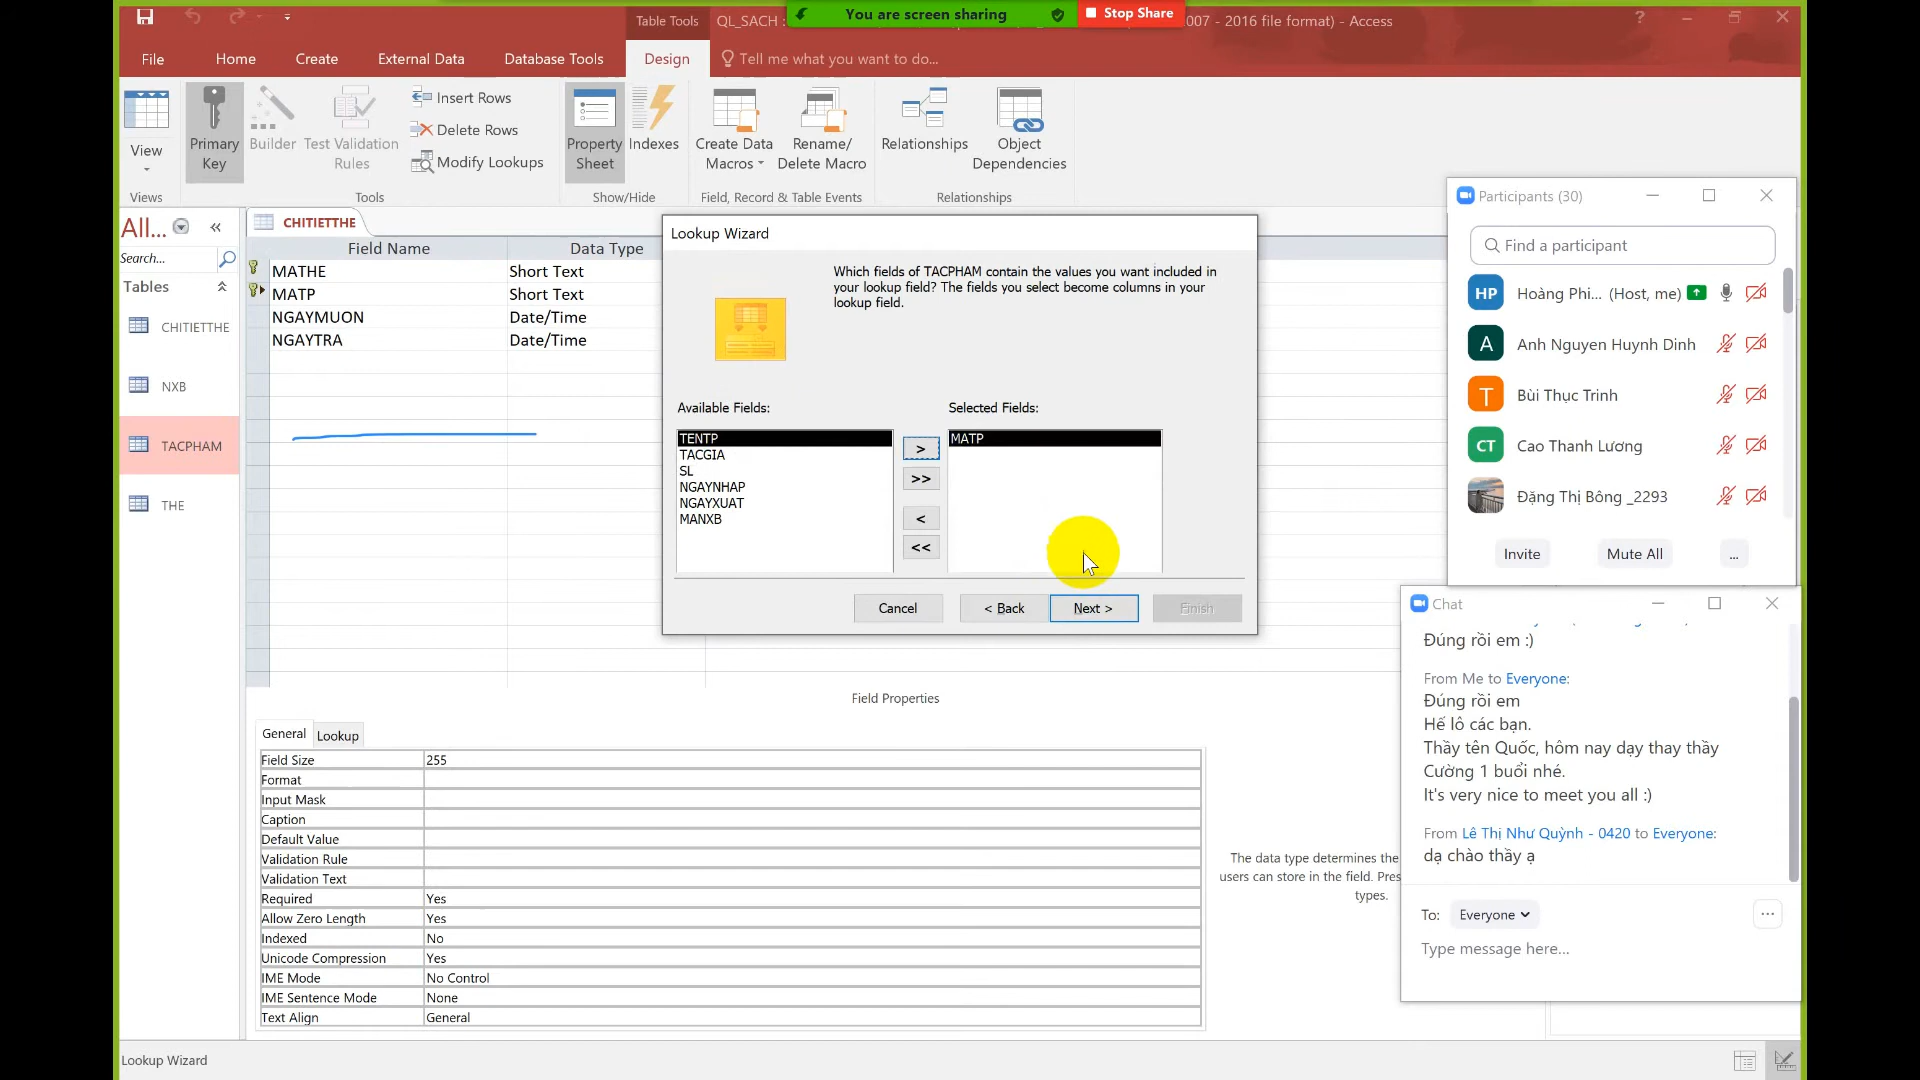 Table Tools
QL_SACH :
You are screen sharing
Stop Share
007 - 2016 file format) - Access
?
File
Home
Create
External Data
Database Tools
Design
Tell me what you want to do...
View
Primary Key
Builder
Test Validation Rules
Insert Rows
Delete Rows
Modify Lookups
Property Sheet
Indexes
Create Data Macros
Rename/ Delete Macro
Relationships
Object Dependencies
Views
Tools
Show/Hide
Field, Record & Table Events
Relationships
All...
Search...
Tables
CHITIETTHE
NXB
TACPHAM
THE
CHITIETTHE
Field Name
Data Type
MATHE
Short Text
MATP
Short Text
NGAYMUON
Date/Time
NGAYTRA
Date/Time
Lookup Wizard
Which fields of TACPHAM contain the values you want included in
your lookup field? The fields you select become columns in your
lookup field.
Available Fields:
Selected Fields:
TENTP
TACGIA
SL
NGAYNHAP
NGAYXUAT
MANXB
>
>>
<
<<
MATP
Cancel
< Back
Next >
Finish
Field Properties
General
Lookup
Field Size
255
Format
Input Mask
Caption
Default Value
Validation Rule
Validation Text
Required
Yes
Allow Zero Length
Yes
Indexed
No
Unicode Compression
Yes
IME Mode
No Control
IME Sentence Mode
None
Text Align
General
The data type determines the
users can store in the field. Pres
types.
Participants (30)
Find a participant
HP
Hoàng Phi... (Host, me)
A
Anh Nguyen Huynh Dinh
T
Bùi Thục Trinh
CT
Cao Thanh Lương
Đặng Thị Bông _2293
Invite
Mute All
...
Chat
Đúng rồi em :)
From Me to Everyone:
Đúng rồi em
Hế lô các bạn.
Thầy tên Quốc, hôm nay dạy thay thầy
Cường 1 buổi nhé.
It's very nice to meet you all :)
From Lê Thị Như Quỳnh - 0420 to Everyone:
dạ chào thầy ạ
To:
Everyone
...
Type message here...
Lookup Wizard